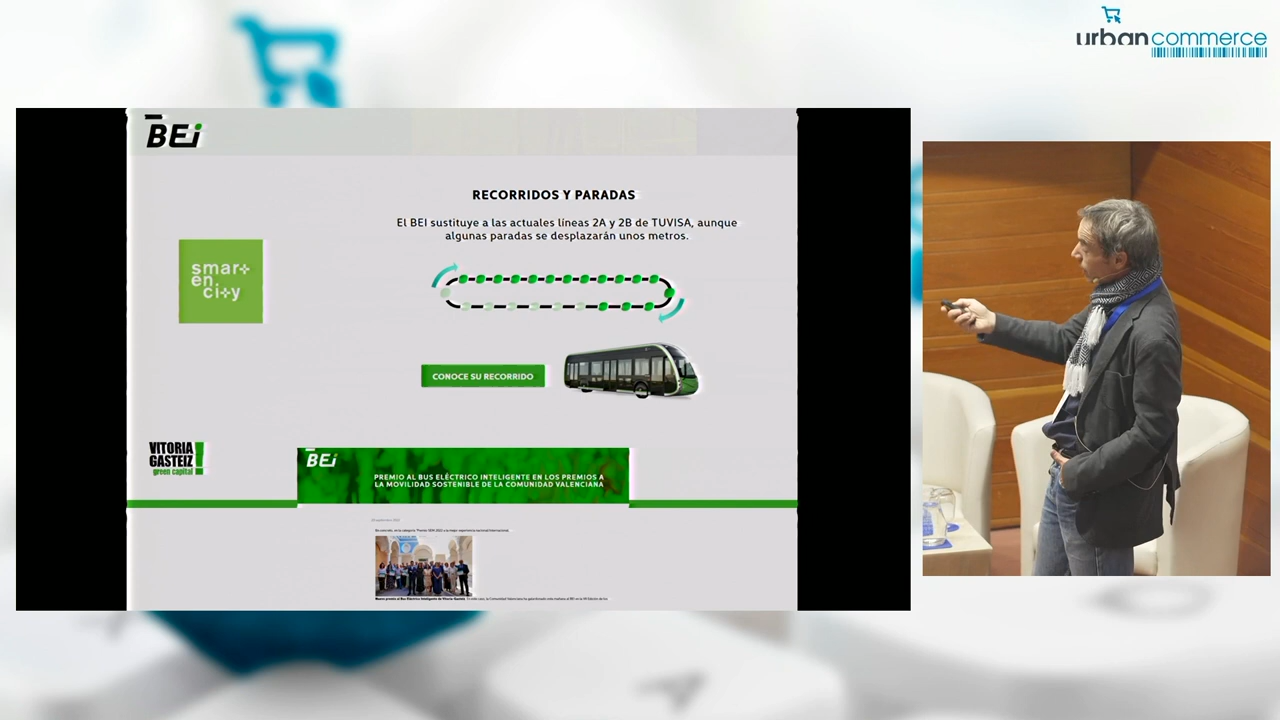 urbancommerce
BEi
RECORRIDOS Y PARADAS
El BEI sustituye a las actuales líneas 2A y 2B de TUVISA, aunque
algunas paradas se desplazarán unos metros.
smart
en
city
CONOCE SU RECORRIDO
VITORIA
GASTEIZ
green capital
BEi
PREMIO AL BUS ELÉCTRICO INTELIGENTE EN LOS PREMIOS A
LA MOVILIDAD SOSTENIBLE DE LA COMUNIDAD VALENCIANA